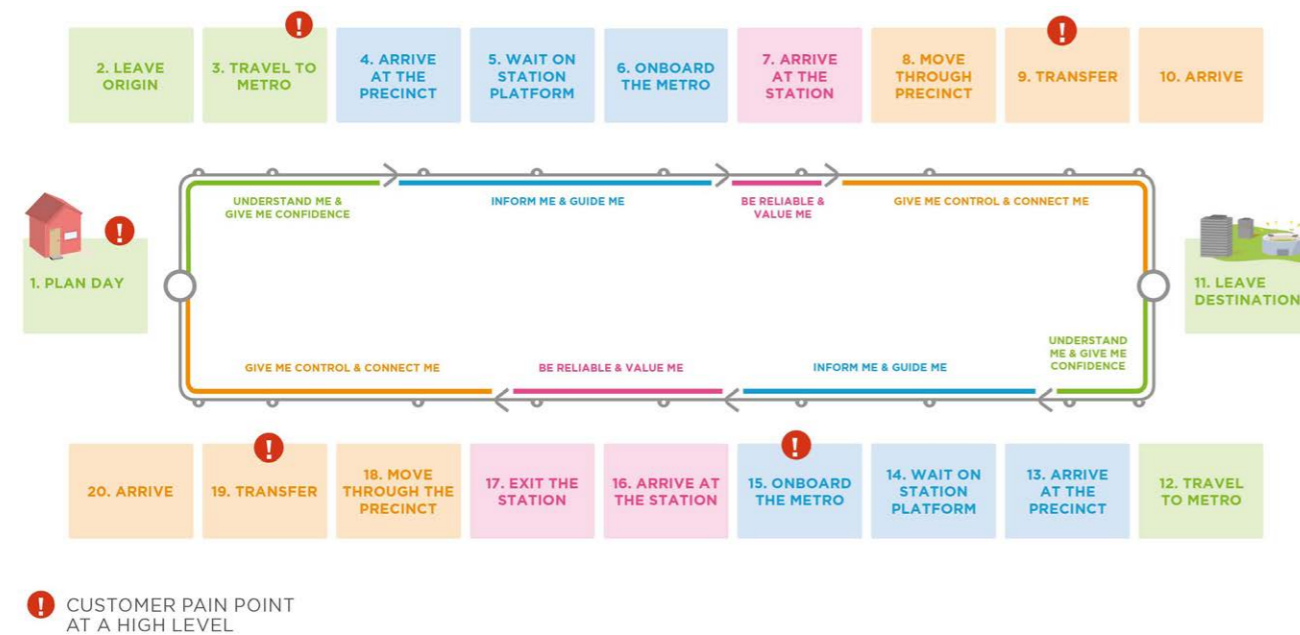 !
!
2. LEAVE
ORIGIN
3. TRAVEL TO
METRO
4. ARRIVE
AT THE
PRECINCT
5. WAIT ON
STATION
PLATFORM
6. ONBOARD
THE METRO
7. ARRIVE
AT THE
STATION
8. MOVE
THROUGH
PRECINCT
9. TRANSFER
10. ARRIVE
UNDERSTAND ME &
GIVE ME CONFIDENCE
INFORM ME & GUIDE ME
BE RELIABLE &
VALUE ME
GIVE ME CONTROL & CONNECT ME
!
1. PLAN DAY
11. LEAVE
DESTINATION
GIVE ME CONTROL & CONNECT ME
BE RELIABLE & VALUE ME
INFORM ME & GUIDE ME
UNDERSTAND
ME & GIVE ME
CONFIDENCE
!
!
20. ARRIVE
19. TRANSFER
18. MOVE
THROUGH THE
PRECINCT
17. EXIT THE
STATION
16. ARRIVE AT
THE STATION
15. ONBOARD
THE METRO
14. WAIT ON
STATION
PLATFORM
13. ARRIVE
AT THE
PRECINCT
12. TRAVEL
TO METRO
!
CUSTOMER PAIN POINT
AT A HIGH LEVEL